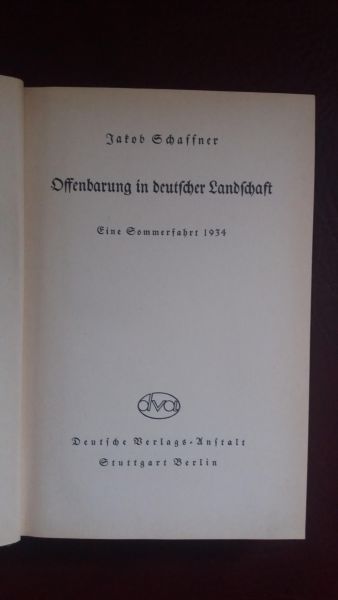 Jakob Schaffner
Offenbarung in deutscher Landschaft
Eine Sommerfahrt 1934
dva
Deutsche Verlags-Anstalt
Stuttgart Berlin